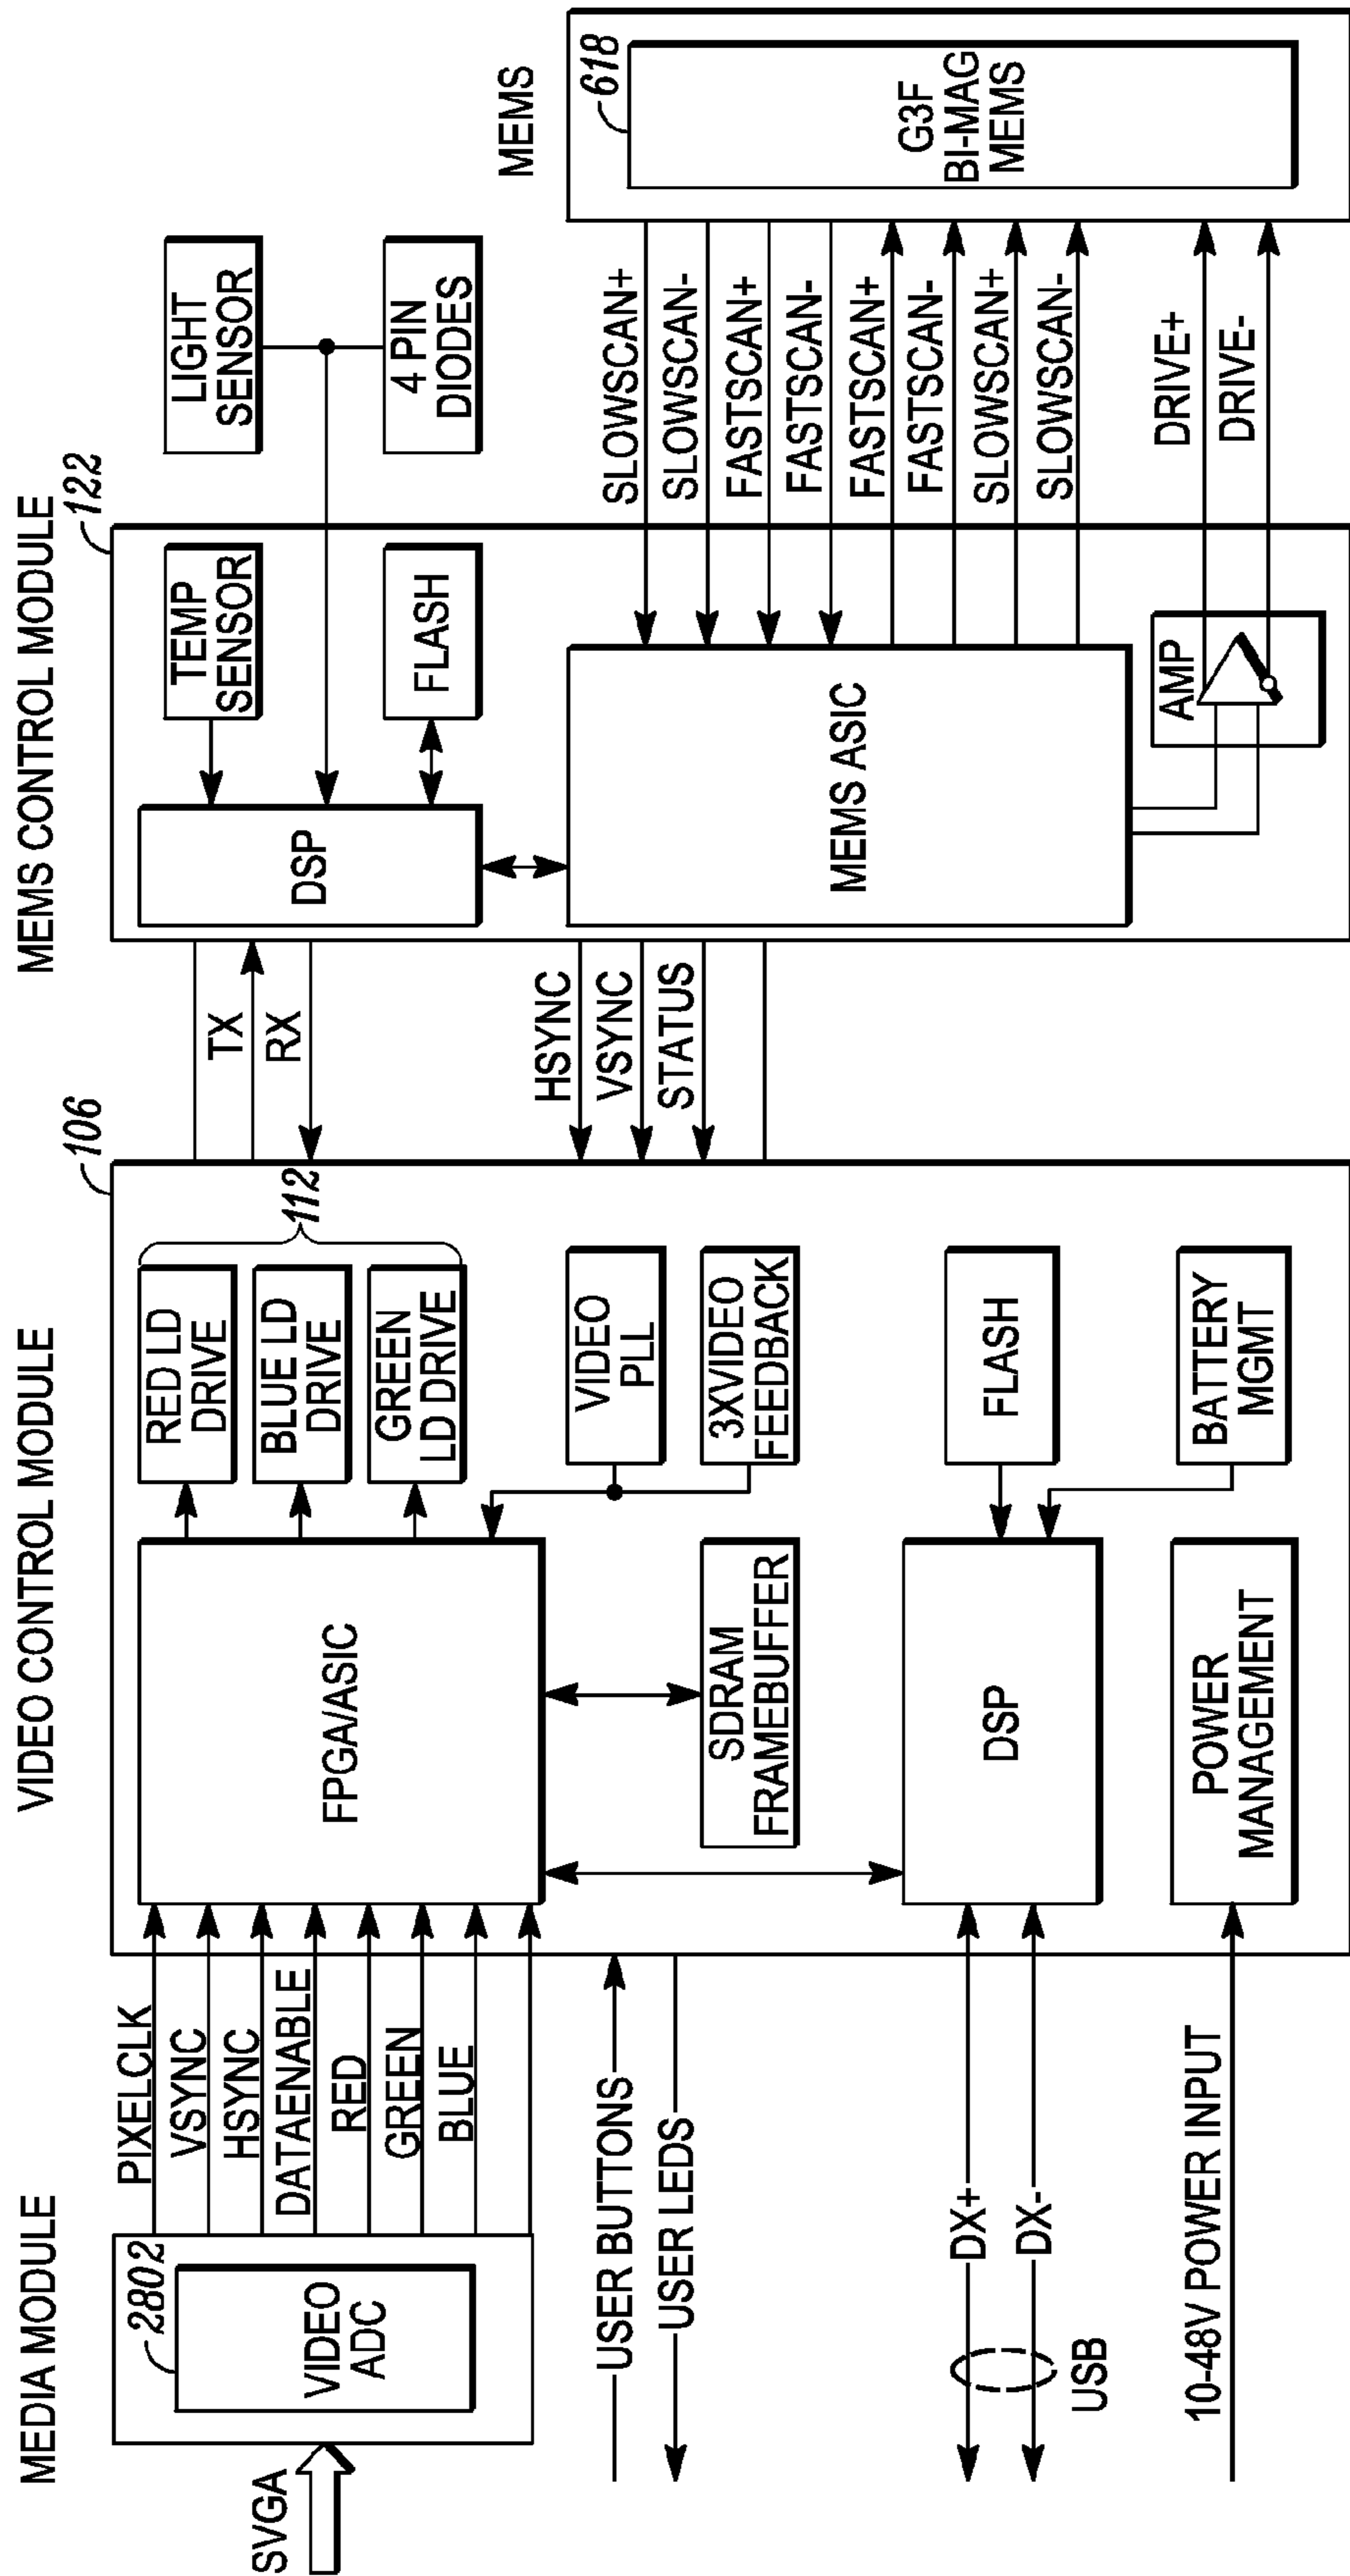 MEDIA MODULE
2802
VIDEO
ADC
SVGA
PIXELCLK
VSYNC
HSYNC
DATAENABLE
RED
GREEN
BLUE
USER BUTTONS
USER LEDS
DX+
DX-
USB
10-48V POWER INPUT
VIDEO CONTROL MODULE
106
FPGA/ASIC
RED LD
DRIVE
BLUE LD
DRIVE
GREEN
LD DRIVE
112
VIDEO
PLL
3XVIDEO
FEEDBACK
SDRAM
FRAMEBUFFER
DSP
FLASH
BATTERY
MGMT
POWER
MANAGEMENT
TX
RX
HSYNC
VSYNC
STATUS
MEMS CONTROL MODULE
122
DSP
TEMP
SENSOR
FLASH
MEMS ASIC
AMP
LIGHT
SENSOR
4 PIN
DIODES
SLOWSCAN+
SLOWSCAN-
FASTSCAN+
FASTSCAN-
FASTSCAN+
FASTSCAN-
SLOWSCAN+
SLOWSCAN-
DRIVE+
DRIVE-
MEMS
618
G3F
BI-MAG
MEMS